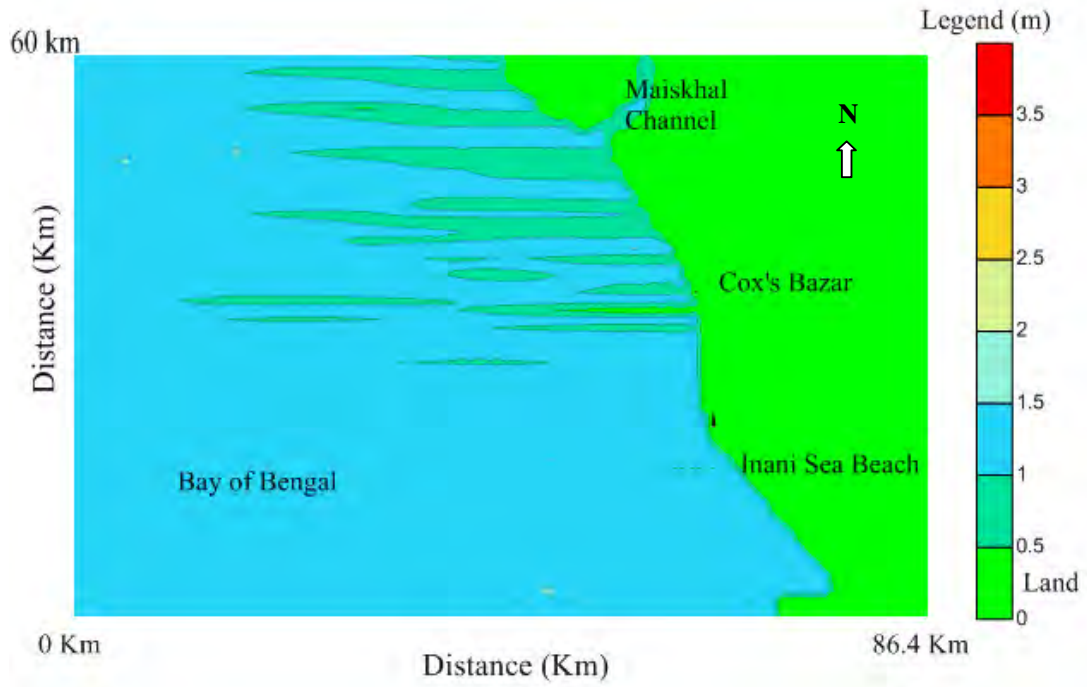 Legend (m)
60 km
Maiskhal
Channel
N
3.5
3
2.5
2
1.5
1
0.5
0
Land
Distance (Km)
Cox's Bazar
Inani Sea Beach
Bay of Bengal
0 Km
86.4 Km
Distance (Km)